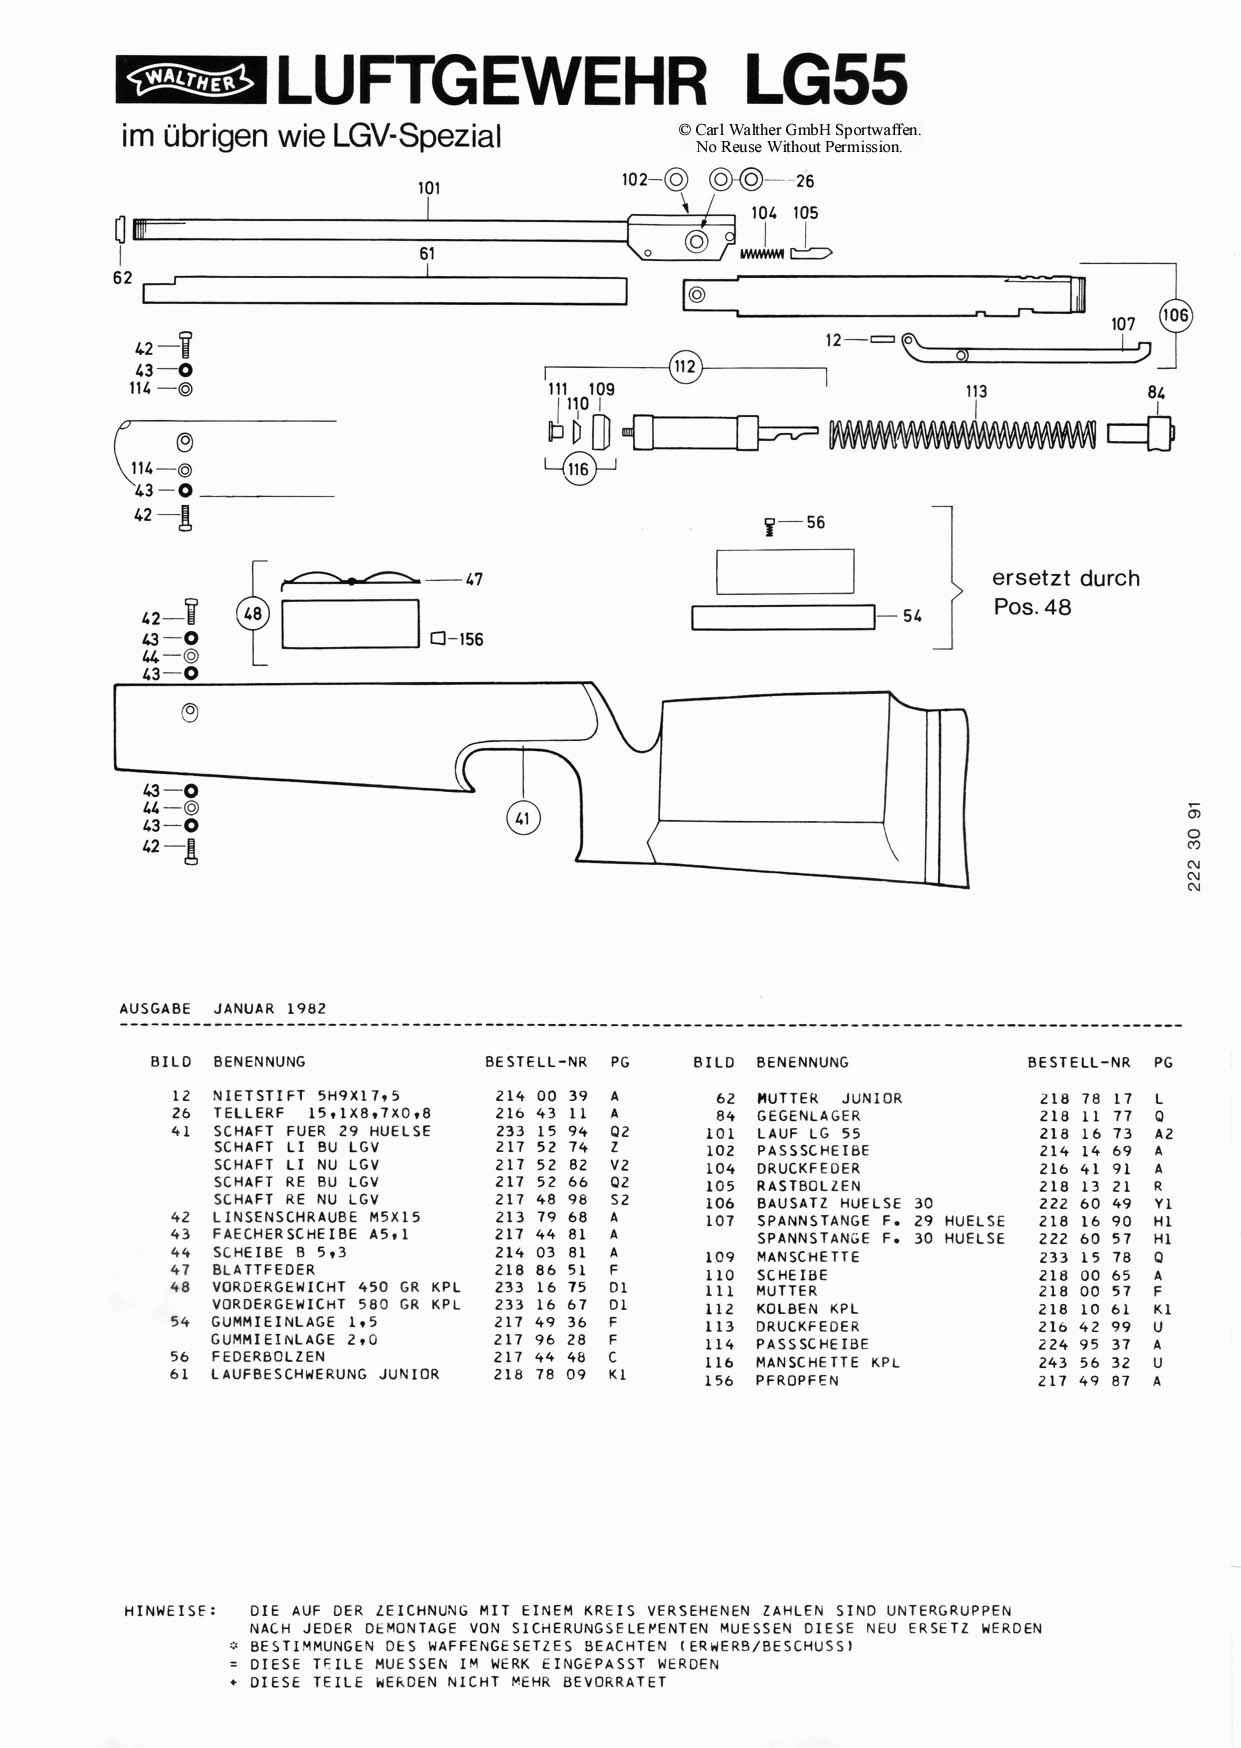 WALTHER LUFTGEWEHR LG55
im übrigen wie LGV-Spezial
© Carl Walther GmbH Sportwaffen.
No Reuse Without Permission.
101
102
26
104 105
62
61
106
107
12
42
43
114
112
111 109
110
113
84
116
114
43
42
56
54
ersetzt durch
Pos. 48
47
48
156
42
43
44
43
43
44
43
42
41
222 30 91
AUSGABE JANUAR 1982
BILD BENENNUNG BESTELL-NR PG
12 NIETSTIFT 5H9X17,5 214 00 39 A
26 TELLERF 15,1X8,7X0,8 216 43 11 A
41 SCHAFT FUER 29 HUELSE 233 15 94 Q2
SCHAFT LI BU LGV 217 52 74 Z
SCHAFT LI NU LGV 217 52 82 V2
SCHAFT RE BU LGV 217 52 66 Q2
SCHAFT RE NU LGV 217 48 98 S2
42 LINSENSCHRAUBE M5X15 213 79 68 A
43 FAECHERSCHEIBE A5,1 217 44 81 A
44 SCHEIBE B 5,3 214 03 81 A
47 BLATTFEDER 218 86 51 F
48 VORDERGEWICHT 450 GR KPL 233 16 75 D1
VORDERGEWICHT 580 GR KPL 233 16 67 D1
54 GUMMIEINLAGE 1,5 217 49 36 F
GUMMIEINLAGE 2,0 217 96 28 F
56 FEDERBOLZEN 217 44 48 C
61 LAUFBESCHWERUNG JUNIOR 218 78 09 K1
BILD BENENNUNG BESTELL-NR PG
62 MUTTER JUNIOR 218 78 17 L
84 GEGENLAGER 218 11 77 Q
101 LAUF LG 55 218 16 73 A2
102 PASSSCHEIBE 214 14 69 A
104 DRUCKFEDER 216 41 91 A
105 RASTBOLZEN 218 13 21 R
106 BAUSATZ HUELSE 30 222 60 49 Y1
107 SPANNSTANGE F. 29 HUELSE 218 16 90 H1
SPANNSTANGE F. 30 HUELSE 222 60 57 H1
109 MANSCHETTE 233 15 78 Q
110 SCHEIBE 218 00 65 A
111 MUTTER 218 00 57 F
112 KOLBEN KPL 218 10 61 K1
113 DRUCKFEDER 216 42 99 U
114 PASSSCHEIBE 224 95 37 A
116 MANSCHETTE KPL 243 56 32 U
156 PFROPFEN 217 49 87 A
HINWEISE: DIE AUF DER ZEICHNUNG MIT EINEM KREIS VERSEHENEN ZAHLEN SIND UNTERGRUPPEN
NACH JEDER DEMONTAGE VON SICHERUNGSELEMENTEN MUESSEN DIESE NEU ERSETZ WERDEN
* BESTIMMUNGEN DES WAFFENGESETZES BEACHTEN (ERWERB/BESCHUSS)
= DIESE TEILE MUESSEN IM WERK EINGEPASST WERDEN
+ DIESE TEILE WERDEN NICHT MEHR BEVORRATET